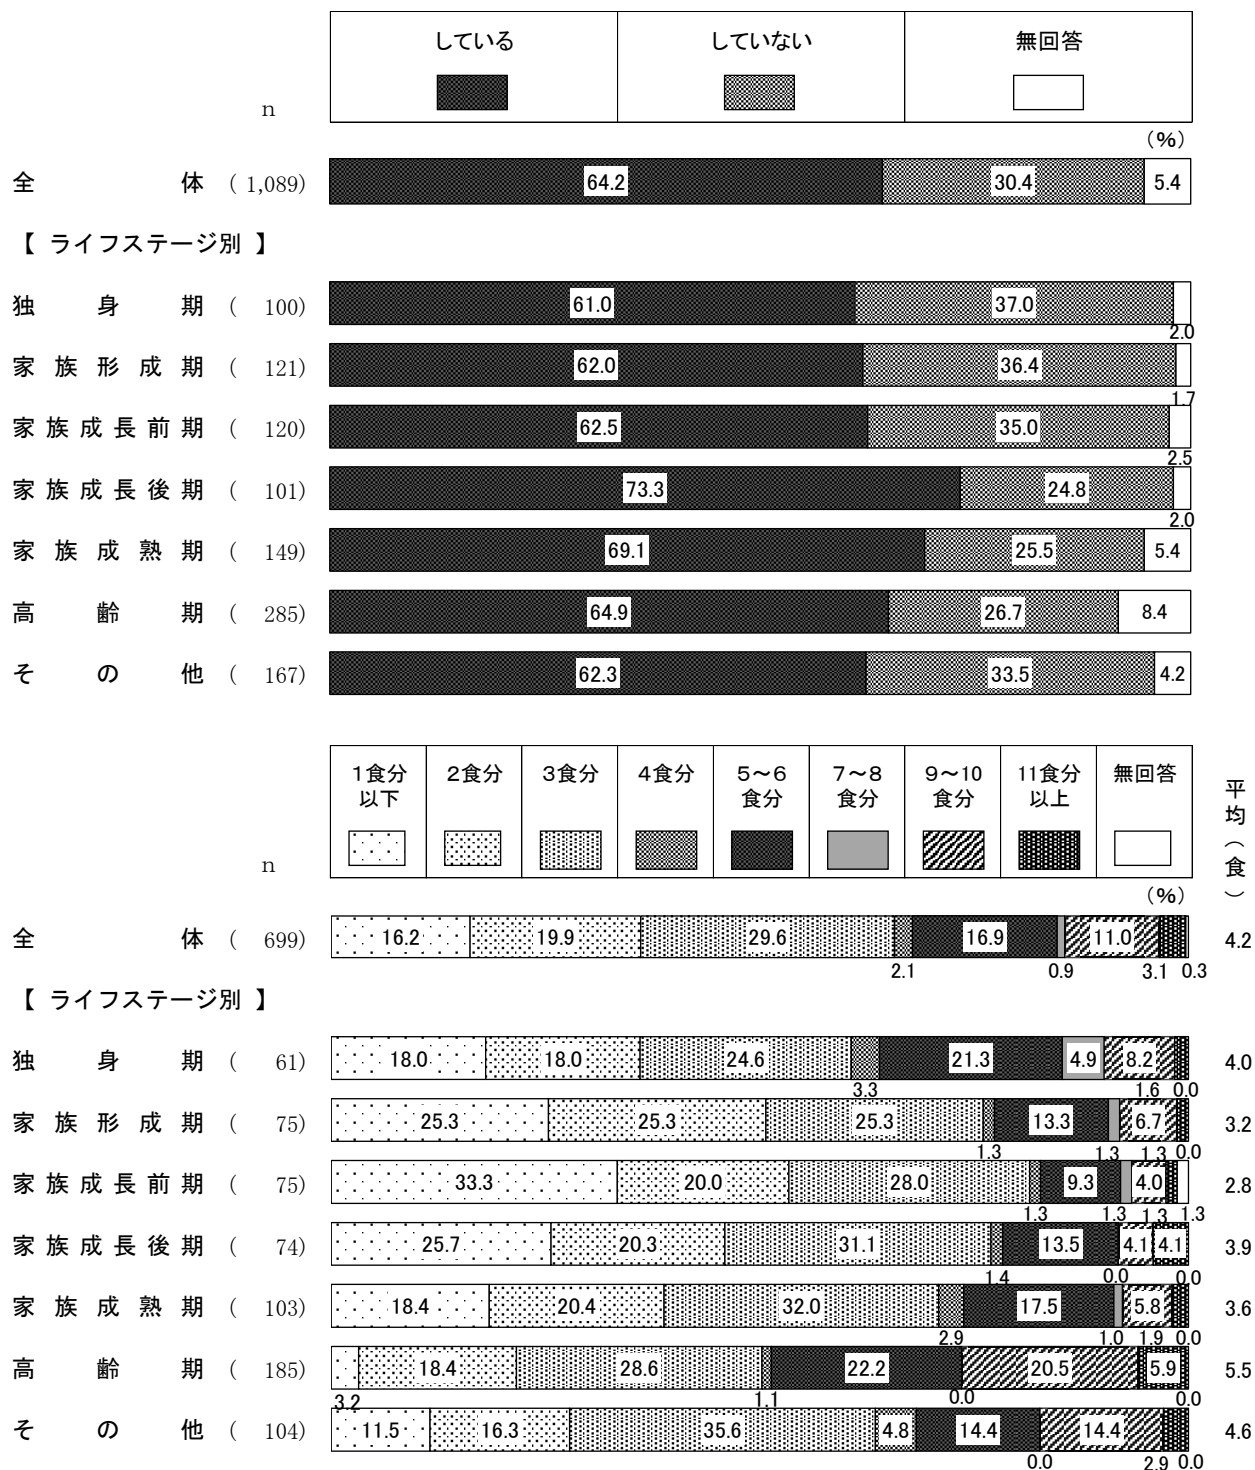 している していない 無回答
n
(%)
全体 ( 1,089) 64.2 30.4 5.4
【 ライフステージ別 】
独身期 ( 100) 61.0 37.0 2.0
家族形成期 ( 121) 62.0 36.4 1.7
家族成長前期 ( 120) 62.5 35.0 2.5
家族成長後期 ( 101) 73.3 24.8 2.0
家族成熟期 ( 149) 69.1 25.5 5.4
高齢期 ( 285) 64.9 26.7 8.4
その他 ( 167) 62.3 33.5 4.2
1食分以下 2食分 3食分 4食分 5～6食分 7～8食分 9～10食分 11食分以上 無回答 平均(食)
n
(%)
全体 ( 699) 16.2 19.9 29.6 2.1 16.9 0.9 11.0 3.1 0.3 4.2
【 ライフステージ別 】
独身期 ( 61) 18.0 18.0 24.6 3.3 21.3 4.9 8.2 1.6 0.0 4.0
家族形成期 ( 75) 25.3 25.3 25.3 1.3 13.3 1.3 6.7 1.3 0.0 3.2
家族成長前期 ( 75) 33.3 20.0 28.0 1.3 9.3 1.3 4.0 1.3 1.3 2.8
家族成長後期 ( 74) 25.7 20.3 31.1 1.4 13.5 0.0 4.1 4.1 0.0 3.9
家族成熟期 ( 103) 18.4 20.4 32.0 2.9 17.5 1.0 5.8 1.9 0.0 3.6
高齢期 ( 185) 3.2 18.4 28.6 1.1 22.2 0.0 20.5 5.9 0.0 5.5
その他 ( 104) 11.5 16.3 35.6 4.8 14.4 0.0 14.4 2.9 0.0 4.6